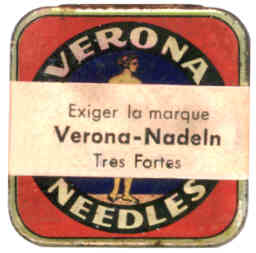 VERONA
Exiger la marque
Verona-Nadeln
Tres Fortes
NEEDLES